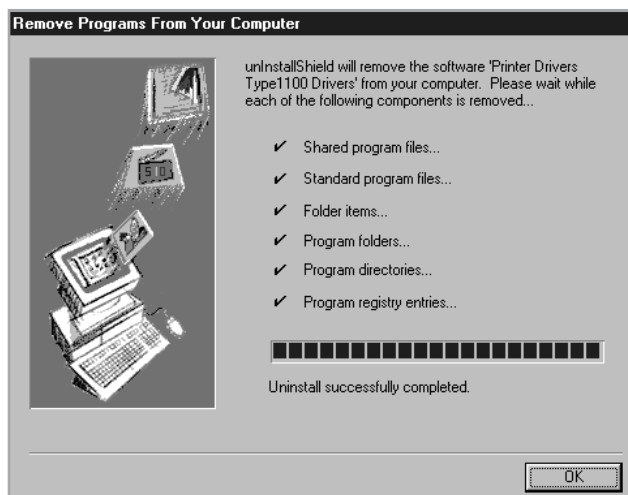 Remove Programs From Your Computer
unInstallShield will remove the software 'Printer Drivers
Type1100 Drivers' from your computer.  Please wait while
each of the following components is removed...
✔ Shared program files...
✔ Standard program files...
✔ Folder items...
✔ Program folders...
✔ Program directories...
✔ Program registry entries...
Uninstall successfully completed.
OK